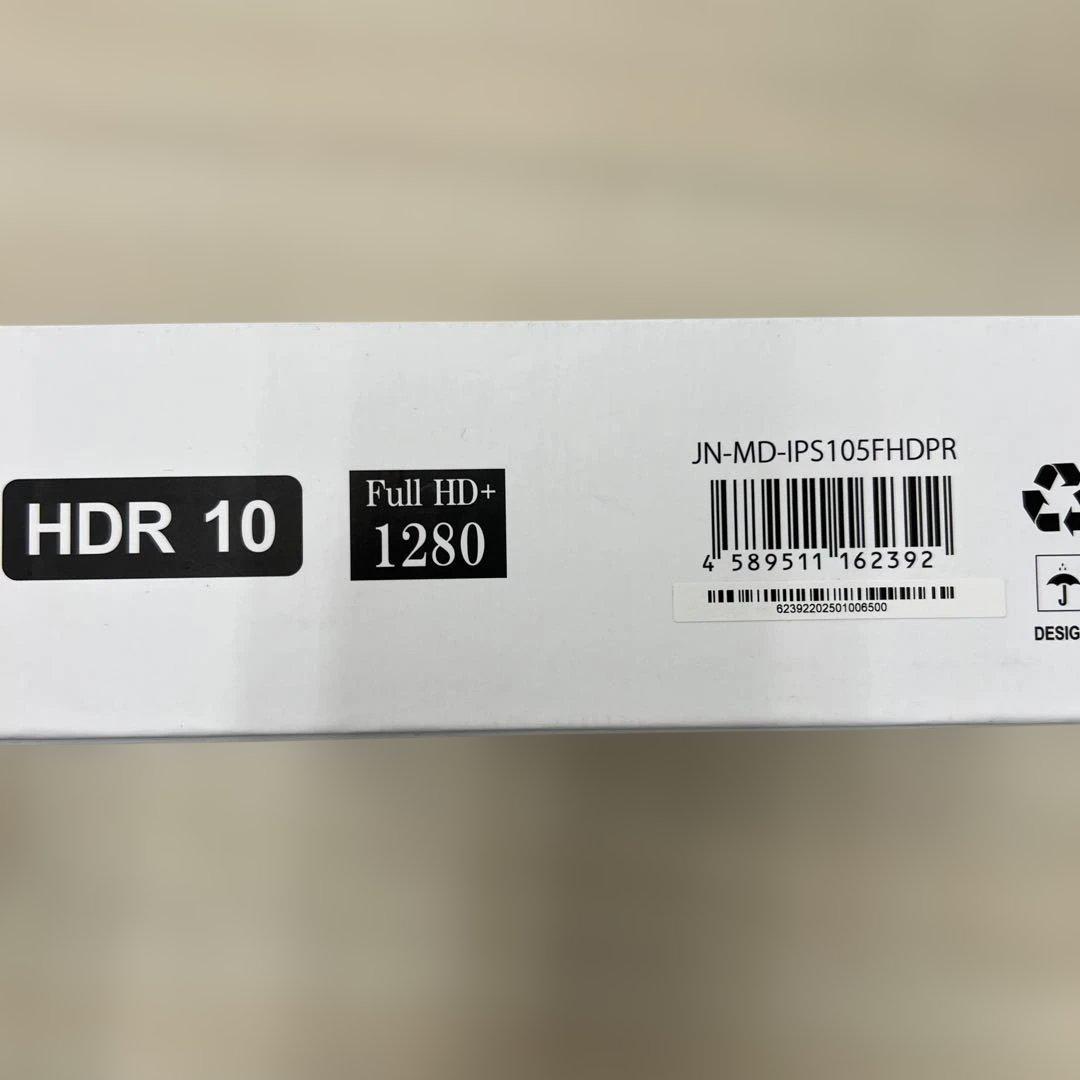 HDR 10
Full HD+
1280
JN-MD-IPS105FHDPR
4 589511 162392
62392202501006500
DESIG